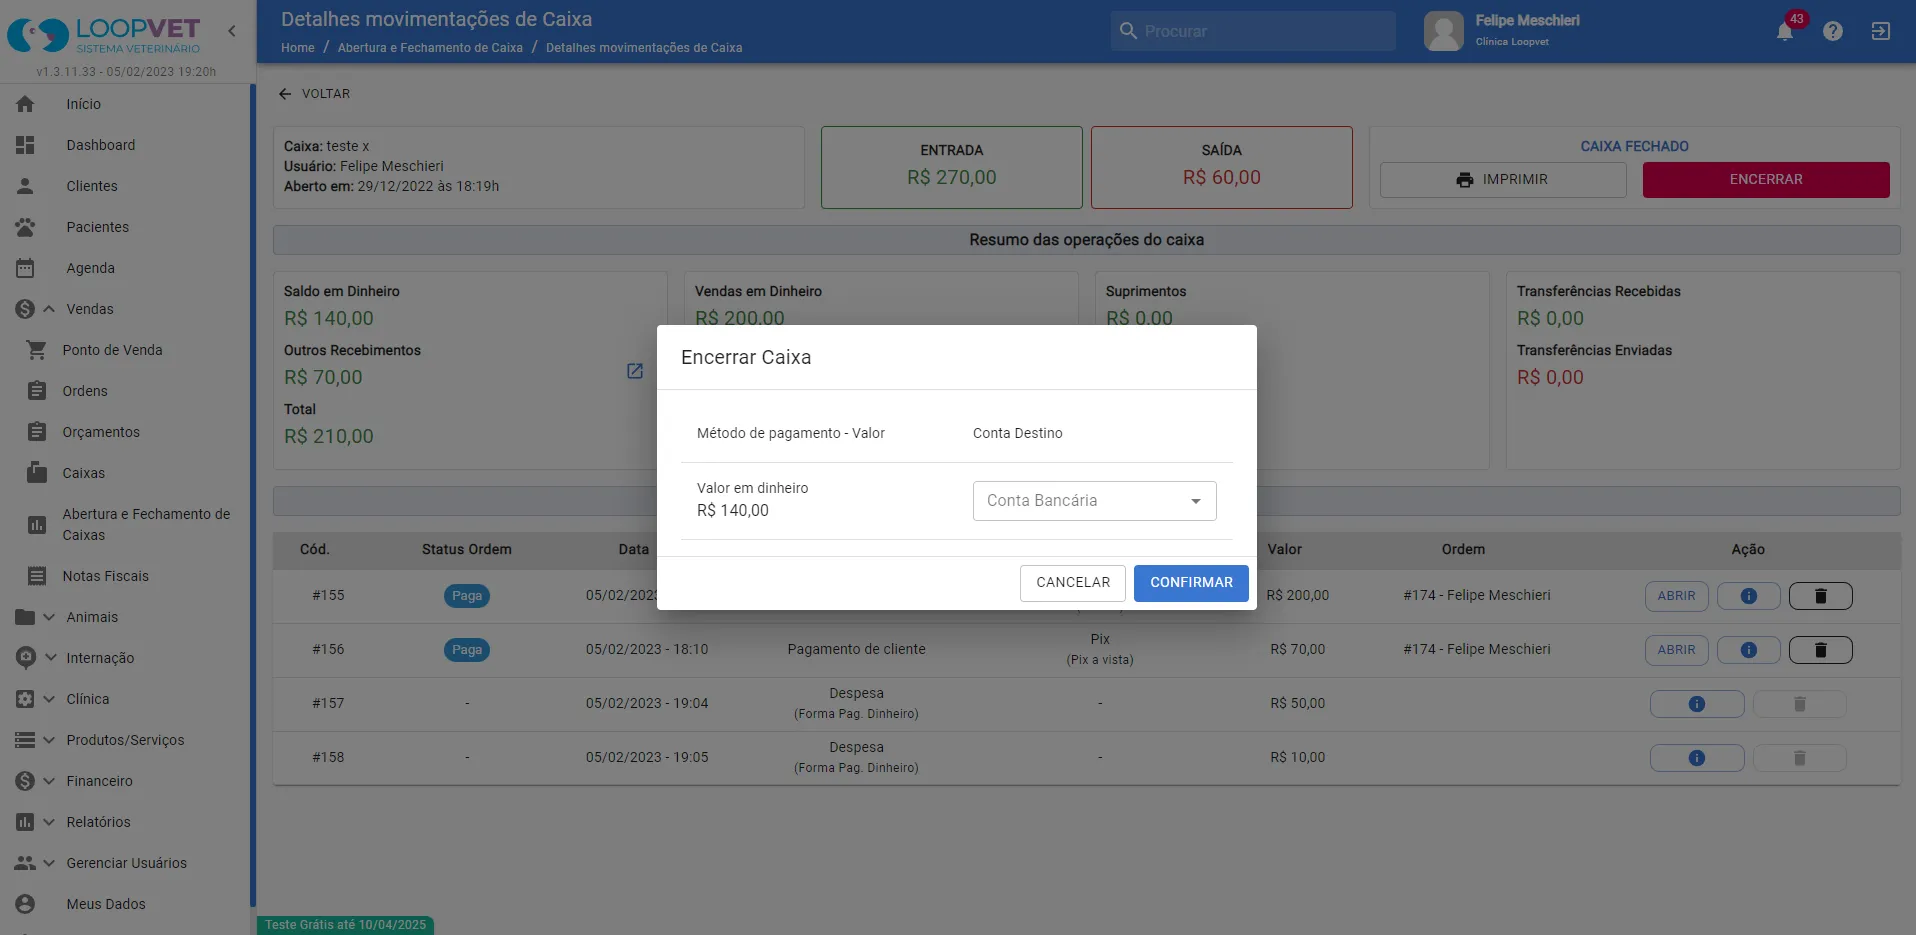 LOOPVET
SISTEMA VETERINÁRIO
v1.3.11.33 - 05/02/2023 19:20h
Início
Dashboard
Clientes
Pacientes
Agenda
Vendas
Ponto de Venda
Ordens
Orçamentos
Caixas
Abertura e Fechamento de
Caixas
Notas Fiscais
Animais
Internação
Clínica
Produtos/Serviços
Financeiro
Relatórios
Gerenciar Usuários
Meus Dados
Detalhes movimentações de Caixa
Home / Abertura e Fechamento de Caixa / Detalhes movimentações de Caixa
Procurar
Felipe Meschieri
Clínica Loopvet
43
VOLTAR
Caixa: teste x
Usuário: Felipe Meschieri
Aberto em: 29/12/2022 às 18:19h
ENTRADA
R$ 270,00
SAÍDA
R$ 60,00
CAIXA FECHADO
IMPRIMIR
ENCERRAR
Resumo das operações do caixa
Saldo em Dinheiro
R$ 140,00
Outros Recebimentos
R$ 70,00
Total
R$ 210,00
Vendas em Dinheiro
R$ 200,00
Suprimentos
R$ 0,00
Transferências Recebidas
R$ 0,00
Transferências Enviadas
R$ 0,00
Encerrar Caixa
Método de pagamento - Valor Conta Destino
Valor em dinheiro
R$ 140,00
Conta Bancária
CANCELAR CONFIRMAR
Cód. Status Ordem Data Valor Ordem Ação
#155 Paga 05/02/2023 R$ 200,00 #174 - Felipe Meschieri ABRIR
#156 Paga 05/02/2023 - 18:10 Pagamento de cliente Pix R$ 70,00 #174 - Felipe Meschieri ABRIR
(Pix a vista)
#157 - 05/02/2023 - 19:04 Despesa - R$ 50,00
(Forma Pag. Dinheiro)
#158 - 05/02/2023 - 19:05 Despesa - R$ 10,00
(Forma Pag. Dinheiro)
Teste Grátis até 10/04/2025